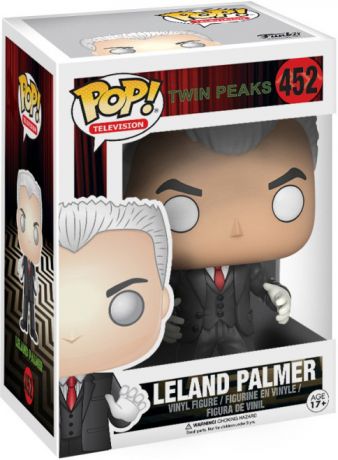 POP!
TELEVISION
TWIN PEAKS
452
LELAND PALMER
LELAND PALMER
VINYL FIGURE / FIGURINE EN VINYLE /
FIGURA DE VINIL
AGE
17+